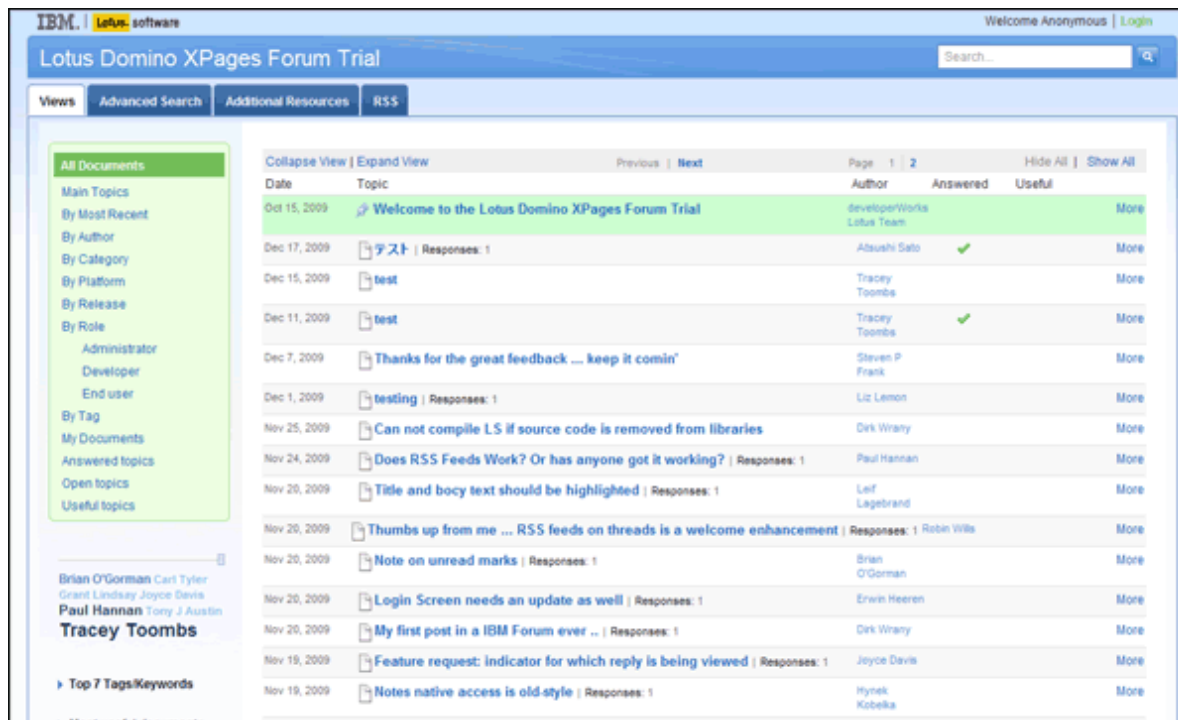 IBM. | Lotus. software
Welcome Anonymous | Login
Lotus Domino XPages Forum Trial
Search...
Views
Advanced Search
Additional Resources
RSS
All Documents
Main Topics
By Most Recent
By Author
By Category
By Platform
By Release
By Role
Administrator
Developer
End user
By Tag
My Documents
Answered topics
Open topics
Useful topics
Brian O'Gorman Carl Tyler
Grant Lindsay Joyce Davis
Paul Hannan Tony J Austin
Tracey Toombs
Top 7 Tags/Keywords
Collapse View | Expand View Previous | Next Page 1 | 2 Hide All | Show All
Date Topic Author Answered Useful
Oct 15, 2009 Welcome to the Lotus Domino XPages Forum Trial developerWorks More
Lotus Team
Dec 17, 2009 テスト | Responses: 1 Atsushi Sato More
Dec 15, 2009 test Tracey More
Toombs
Dec 11, 2009 test Tracey More
Toombs
Dec 7, 2009 Thanks for the great feedback ... keep it comin' Steven P More
Frank
Dec 1, 2009 testing | Responses: 1 Liz Lemon More
Nov 25, 2009 Can not compile LS if source code is removed from libraries Dirk Wrany More
Nov 24, 2009 Does RSS Feeds Work? Or has anyone got it working? | Responses: 1 Paul Hannan More
Nov 20, 2009 Title and bocy text should be highlighted | Responses: 1 Leif More
Lagebrand
Nov 20, 2009 Thumbs up from me ... RSS feeds on threads is a welcome enhancement | Responses: 1 Robin Wills More
Nov 20, 2009 Note on unread marks | Responses: 1 Brian More
O'Gorman
Nov 20, 2009 Login Screen needs an update as well | Responses: 1 Erwin Heeren More
Nov 20, 2009 My first post in a IBM Forum ever .. | Responses: 1 Dirk Wrany More
Nov 19, 2009 Feature request: indicator for which reply is being viewed | Responses: 1 Joyce Davis More
Nov 19, 2009 Notes native access is old-style | Responses: 1 Hynek More
Kobelka